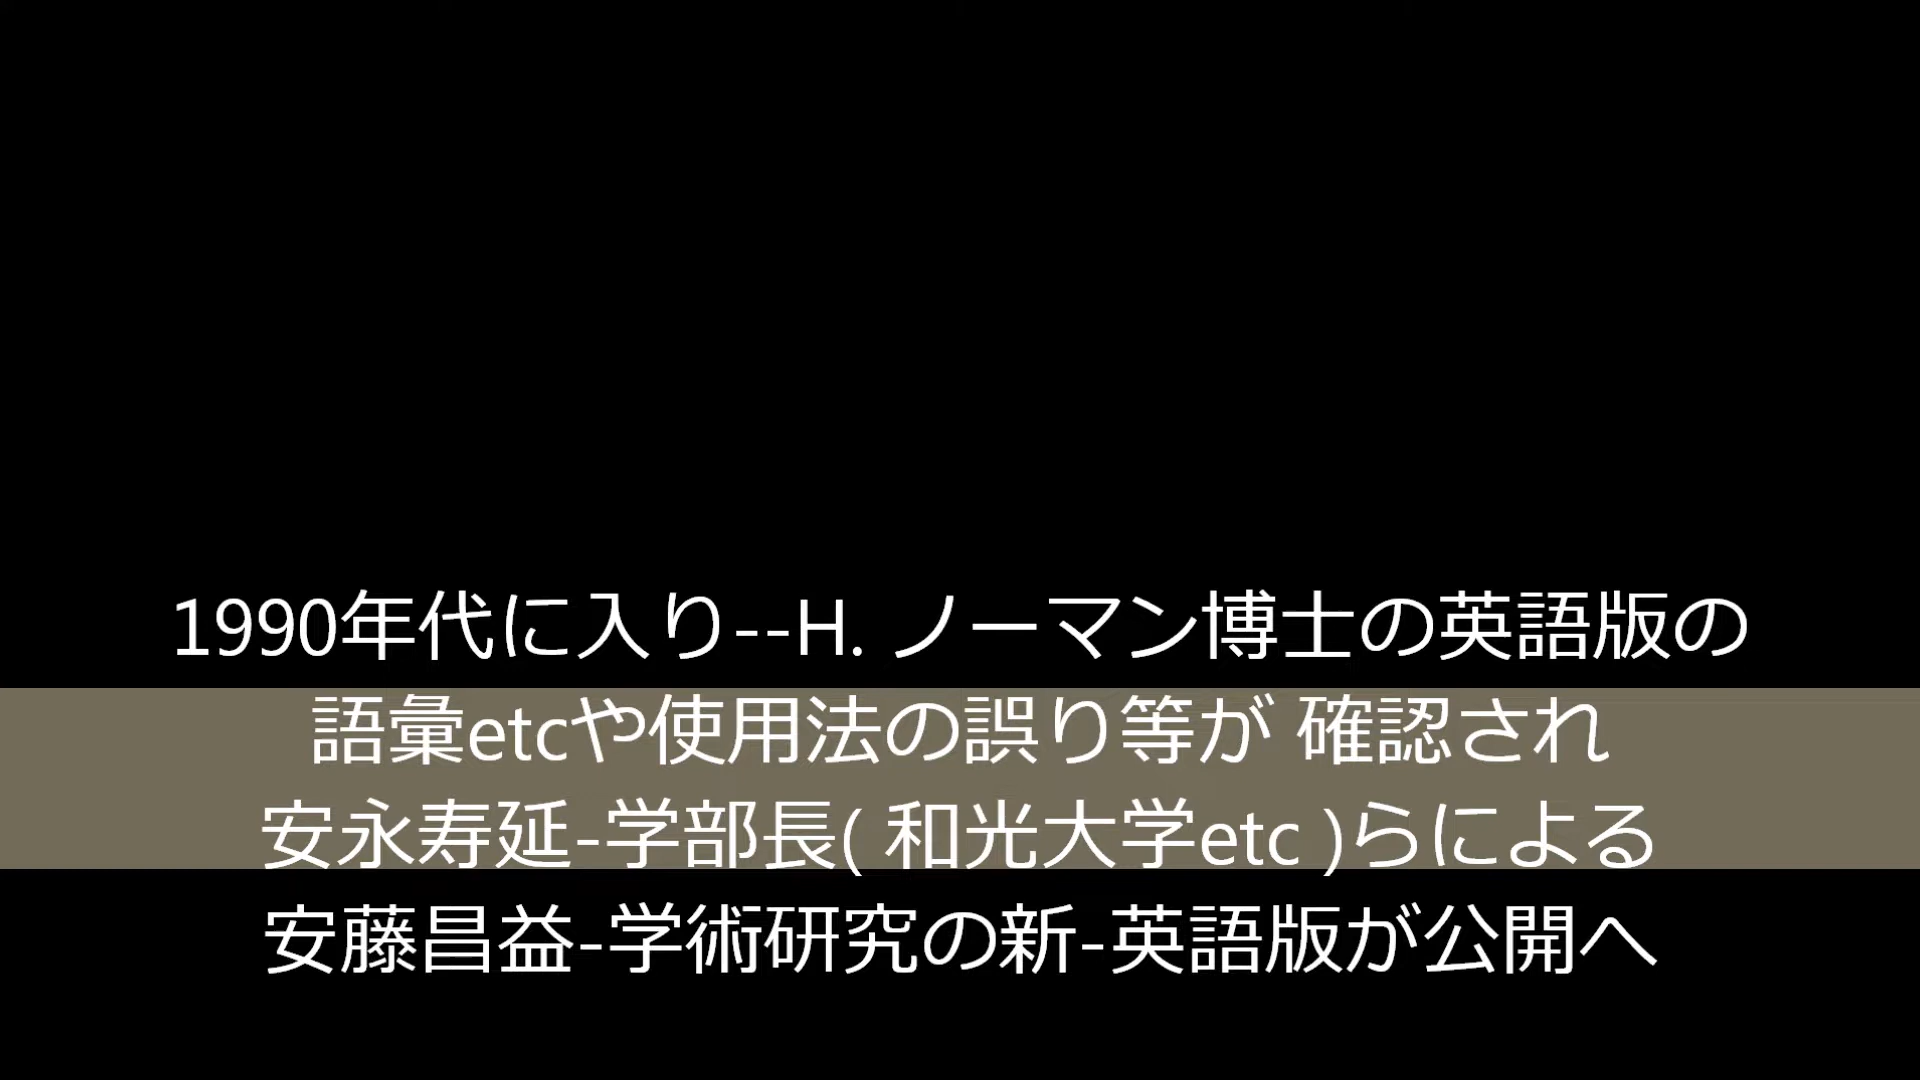 1990年代に入り--H. ノーマン博士の英語版の
語彙etcや使用法の誤り等が 確認され
安永寿延-学部長( 和光大学etc )らによる
安藤昌益-学術研究の新-英語版が公開へ